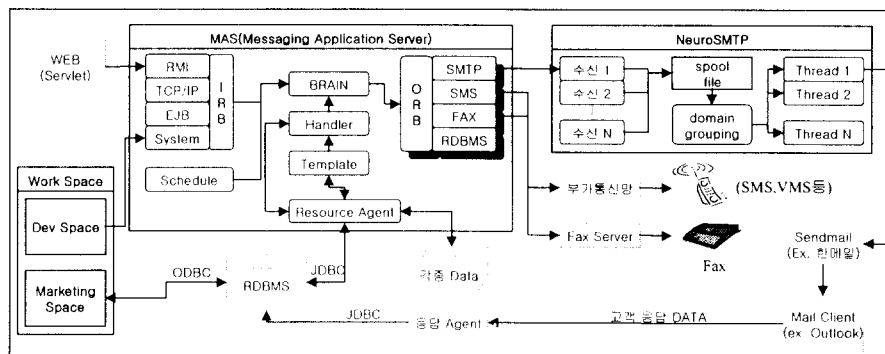 MAS(Messaging Application Server)
NeuroSMTP
WEB
(Servlet)
RMI
TCP/IP
EJB
System
I
R
B
Schedule
BRAIN
Handler
Template
Resource Agent
O
R
B
SMTP
SMS
FAX
RDBMS
수신 1
수신 2
수신 N
spool
file
domain
grouping
Thread 1
Thread 2
Thread N
Work Space
Dev Space
Marketing
Space
부가통신망
(SMS,VMS등)
Fax Server
Fax
Sendmail
(Ex. 한메일)
ODBC
RDBMS
JDBC
각종 Data
JDBC
응답 Agent
고객 응답 DATA
Mail Client
(ex. Outlook)